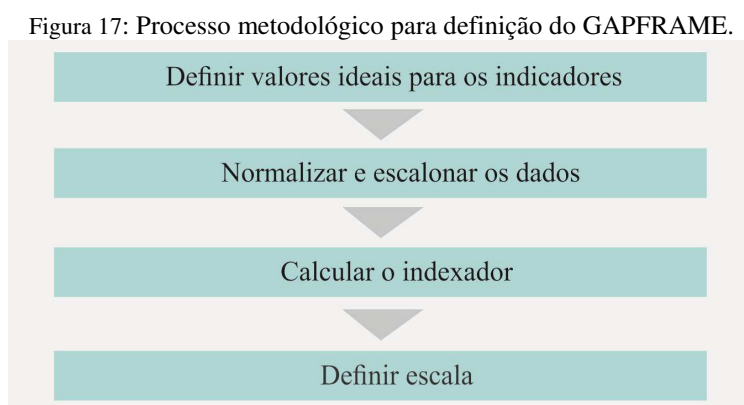 Figura 17: Processo metodológico para definição do GAPFRAME.
Definir valores ideais para os indicadores
Normalizar e escalonar os dados
Calcular o indexador
Definir escala